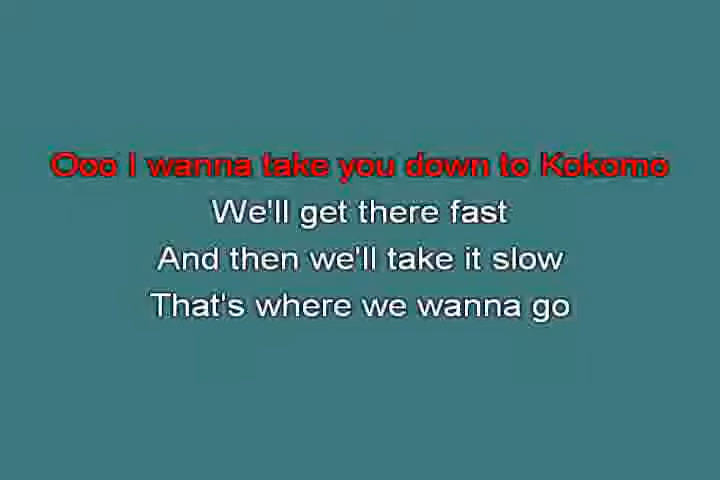 Ooo I wanna take you down to Kokomo
We'll get there fast
And then we'll take it slow
That's where we wanna go